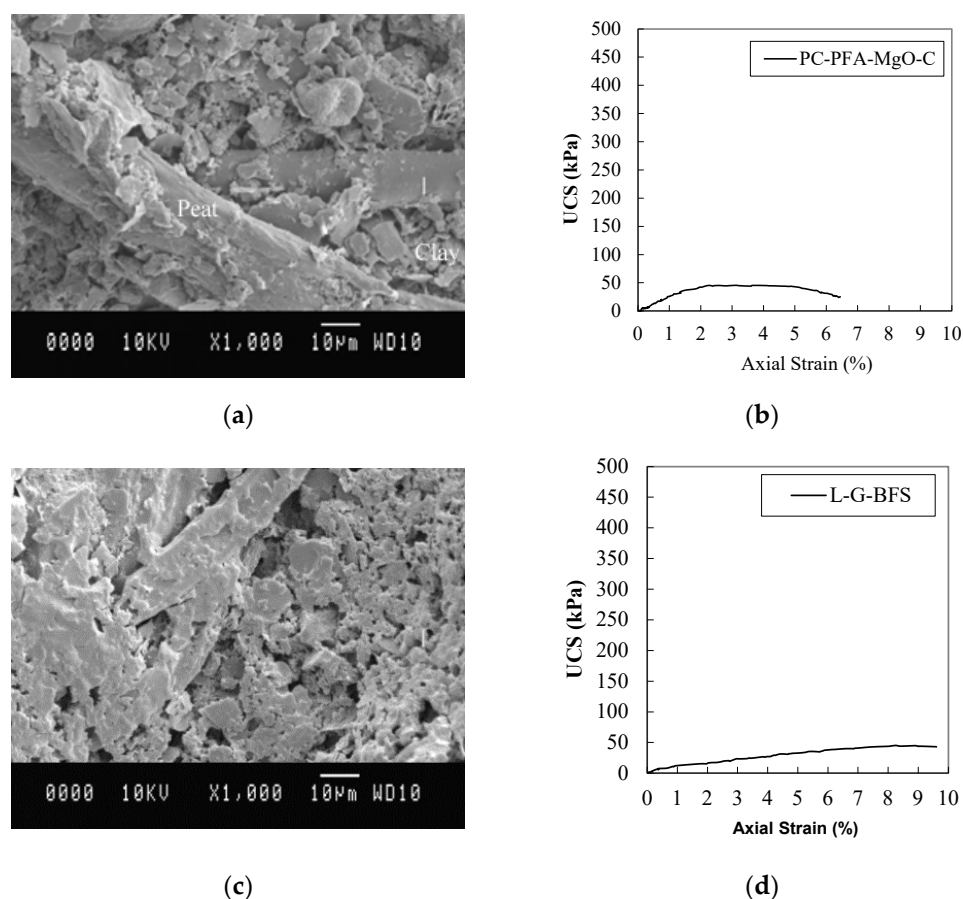 Peat
I
Clay
0000 10KV X1,000 10μm WD10
(a)
500
450
400
350
300
250
200
150
100
50
0
UCS (kPa)
PC-PFA-MgO-C
0 1 2 3 4 5 6 7 8 9 10
Axial Strain (%)
(b)
0000 10KV X1,000 10μm WD10
(c)
500
450
400
350
300
250
200
150
100
50
0
UCS (kPa)
L-G-BFS
0 1 2 3 4 5 6 7 8 9 10
Axial Strain (%)
(d)